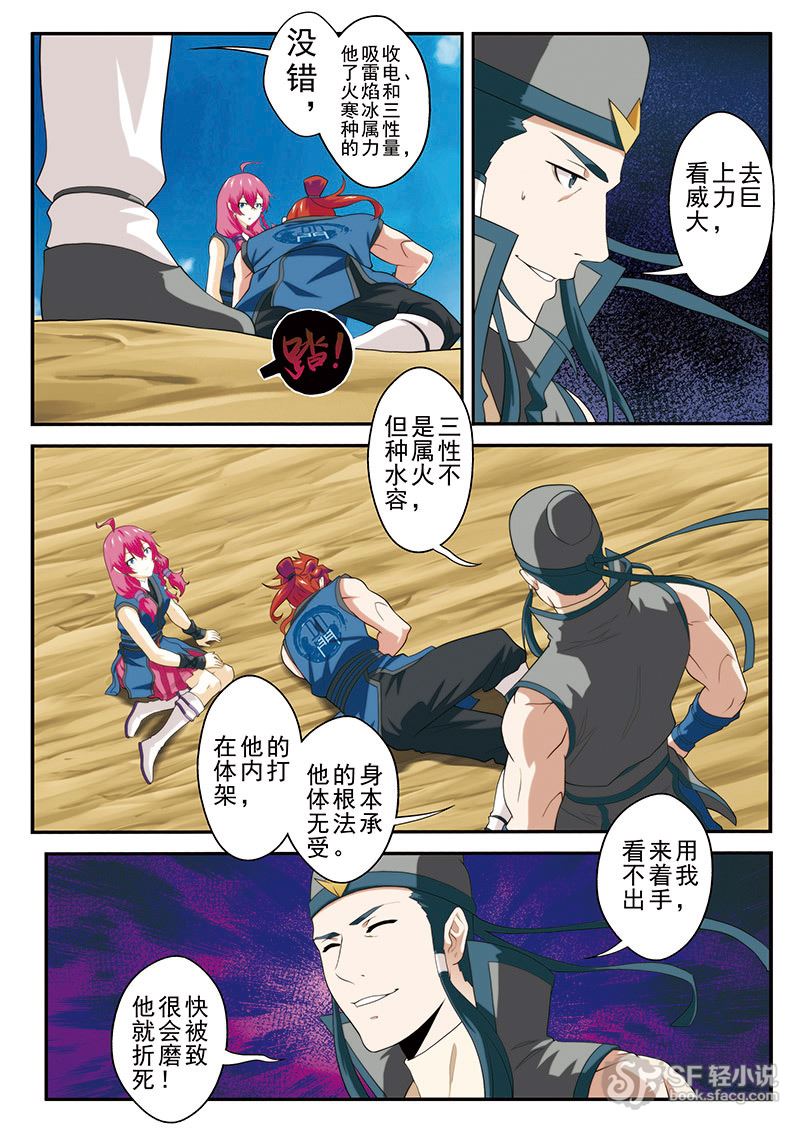 没错，
他吸收
了雷电、
火焰和
寒冰三
种属性
的力量，
踏！
看上去
威力巨
大，
但是三
种属性
水火不
容，
在他的
体内打
架，
他的身
体根本
无法承
受。
看来用
不着我
出手，
他很快
就会被
折磨致
死！
SF 轻小说
book.sfacg.com